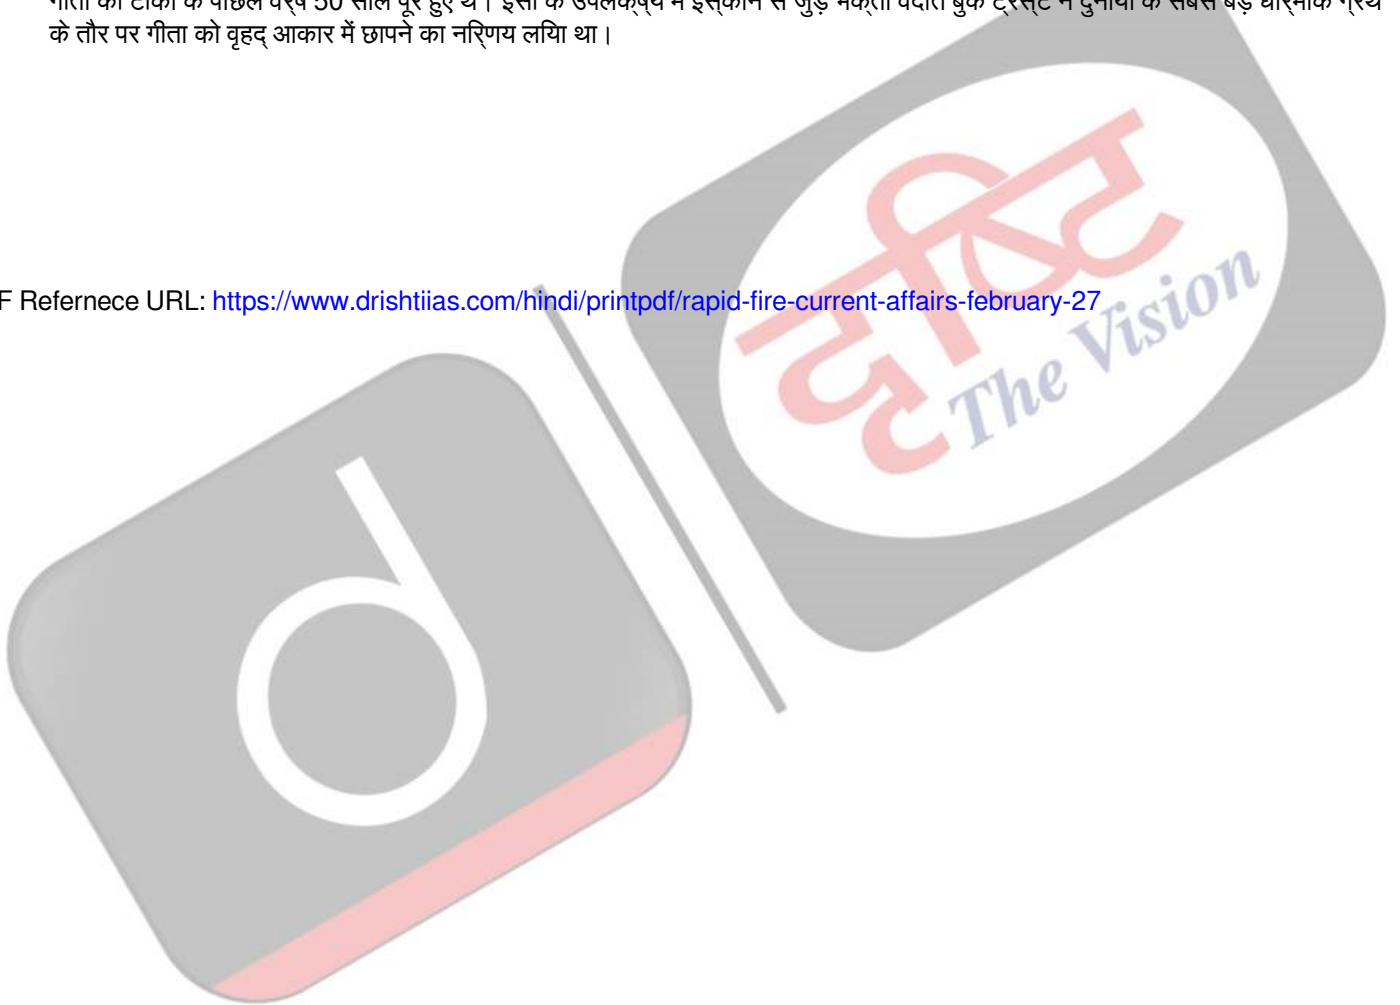 गीता की टीका के पिछले वर्ष 50 साल पूरे हुए थे। इसी के उपलक्ष्य में इस्कॉन से जुड़े भक्ति वेदांत बुक ट्रस्ट ने दुनिया के सबसे बड़े धार्मिक ग्रंथ
के तौर पर गीता को वृहद् आकार में छापने का निर्णय लिया था।
दृष्टि
The Vision
F Refernece URL: https://www.drishtiias.com/hindi/printpdf/rapid-fire-current-affairs-february-27
d